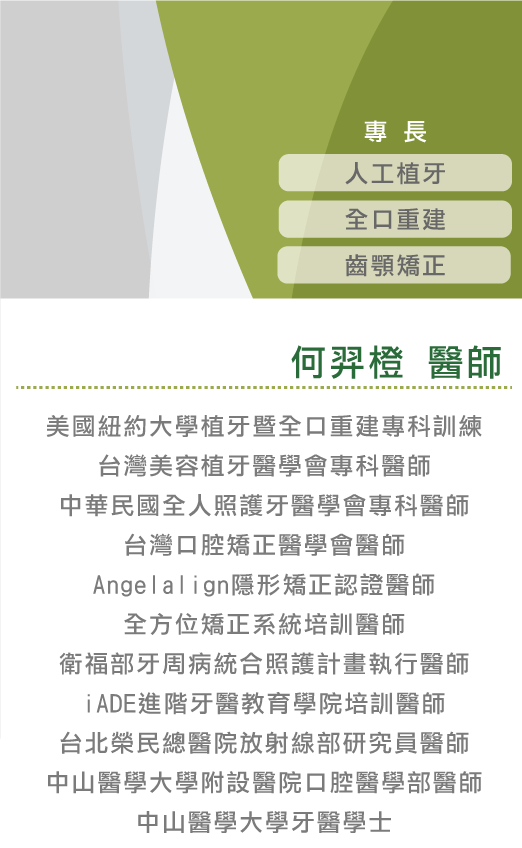 專 長
人工植牙
全口重建
齒顎矯正
何羿橙 醫師
美國紐約大學植牙暨全口重建專科訓練
台灣美容植牙醫學會專科醫師
中華民國全人照護牙醫學會專科醫師
台灣口腔矯正醫學會醫師
Angelalign隱形矯正認證醫師
全方位矯正系統培訓醫師
衛福部牙周病統合照護計畫執行醫師
iADE進階牙醫教育學院培訓醫師
台北榮民總醫院放射線部研究員醫師
中山醫學大學附設醫院口腔醫學部醫師
中山醫學大學牙醫學士